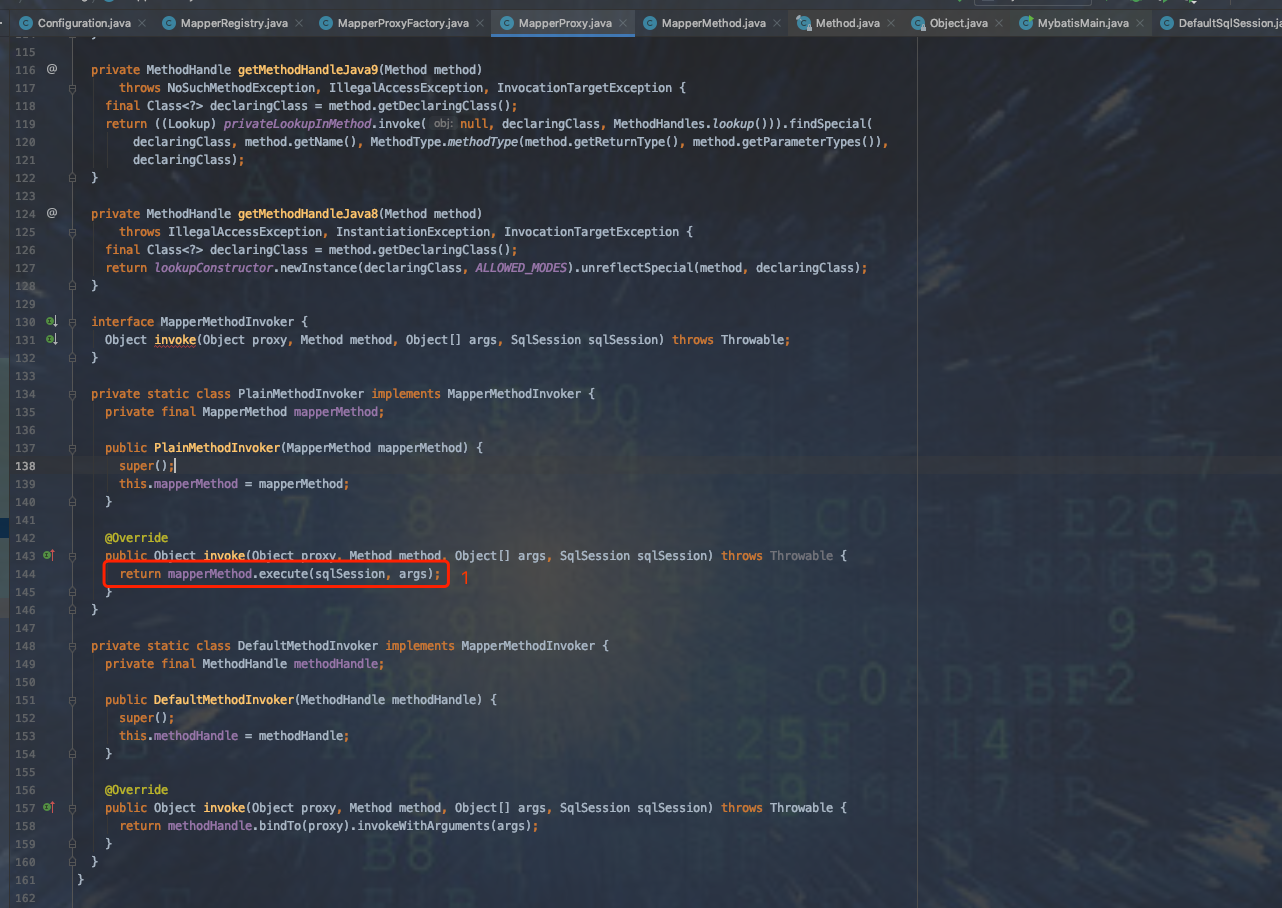 Configuration.java MapperRegistry.java MapperProxyFactory.java MapperProxy.java MapperMethod.java Method.java Object.java MybatisMain.java DefaultSqlSession.java
115
116 @ private MethodHandle getMethodHandleJava9(Method method)
117 throws NoSuchMethodException, IllegalAccessException, InvocationTargetException {
118 final Class<?> declaringClass = method.getDeclaringClass();
119 return ((Lookup) privateLookupInMethod.invoke( obj: null, declaringClass, MethodHandles.lookup())).findSpecial(
120 declaringClass, method.getName(), MethodType.methodType(method.getReturnType(), method.getParameterTypes()),
121 declaringClass);
122 }
123
124 @ private MethodHandle getMethodHandleJava8(Method method)
125 throws IllegalAccessException, InstantiationException, InvocationTargetException {
126 final Class<?> declaringClass = method.getDeclaringClass();
127 return lookupConstructor.newInstance(declaringClass, ALLOWED_MODES).unreflectSpecial(method, declaringClass);
128 }
129
130 interface MapperMethodInvoker {
131 Object invoke(Object proxy, Method method, Object[] args, SqlSession sqlSession) throws Throwable;
132 }
133
134 private static class PlainMethodInvoker implements MapperMethodInvoker {
135 private final MapperMethod mapperMethod;
136
137 public PlainMethodInvoker(MapperMethod mapperMethod) {
138 super();
139 this.mapperMethod = mapperMethod;
140 }
141
142 @Override
143 public Object invoke(Object proxy, Method method, Object[] args, SqlSession sqlSession) throws Throwable {
144 return mapperMethod.execute(sqlSession, args); 1
145 }
146 }
147
148 private static class DefaultMethodInvoker implements MapperMethodInvoker {
149 private final MethodHandle methodHandle;
150
151 public DefaultMethodInvoker(MethodHandle methodHandle) {
152 super();
153 this.methodHandle = methodHandle;
154 }
155
156 @Override
157 public Object invoke(Object proxy, Method method, Object[] args, SqlSession sqlSession) throws Throwable {
158 return methodHandle.bindTo(proxy).invokeWithArguments(args);
159 }
160 }
161 }
162